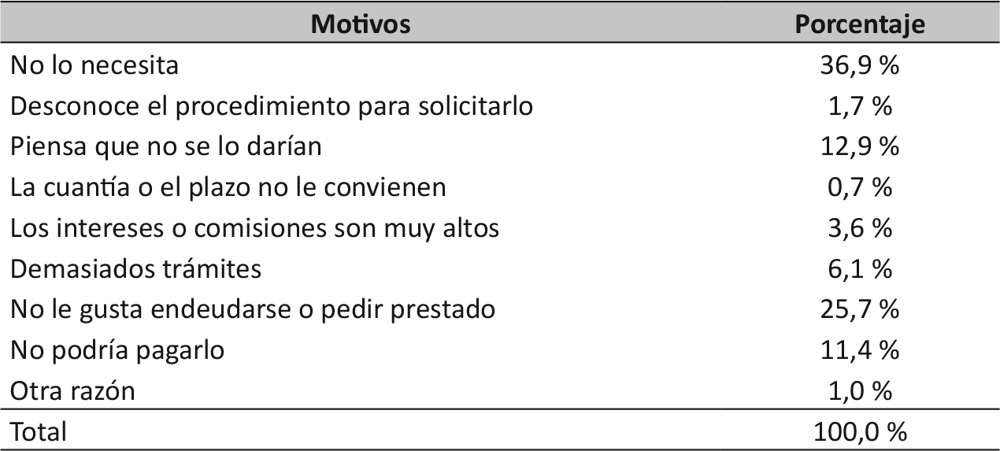 Motivos Porcentaje
No lo necesita 36,9 %
Desconoce el procedimiento para solicitarlo 1,7 %
Piensa que no se lo darían 12,9 %
La cuantía o el plazo no le convienen 0,7 %
Los intereses o comisiones son muy altos 3,6 %
Demasiados trámites 6,1 %
No le gusta endeudarse o pedir prestado 25,7 %
No podría pagarlo 11,4 %
Otra razón 1,0 %
Total 100,0 %